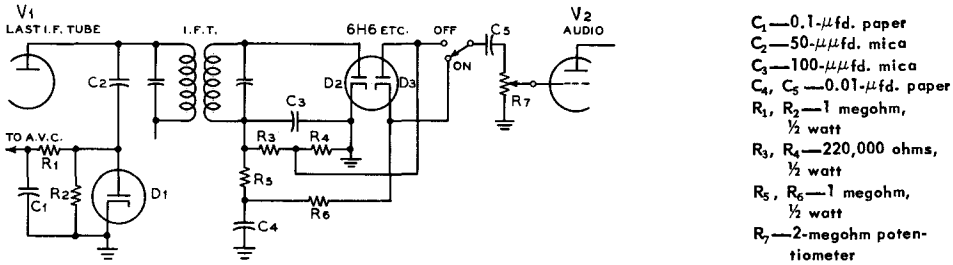 V1
LAST I.F. TUBE
I.F.T.
6H6 ETC.
OFF
ON
C5
V2
AUDIO
C2
D2
D3
C3
R7
TO A.V.C.
R1
R3
R4
R2
D1
R5
C1
R6
C4
C1—0.1-μfd. paper
C2—50-μμfd. mica
C3—100-μμfd. mica
C4, C5—0.01-μfd. paper
R1, R2—1 megohm,
½ watt
R3, R4—220,000 ohms,
½ watt
R5, R6—1 megohm,
½ watt
R7—2-megohm poten-
tiometer